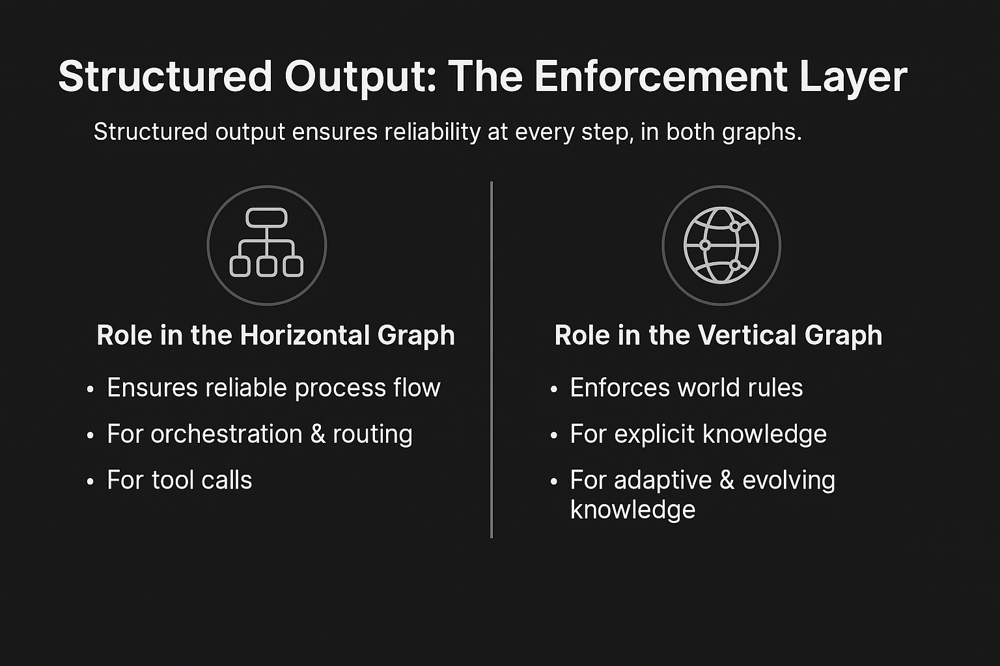 Structured Output: The Enforcement Layer
Structured output ensures reliability at every step, in both graphs.
Role in the Horizontal Graph
• Ensures reliable process flow
• For orchestration & routing
• For tool calls
Role in the Vertical Graph
• Enforces world rules
• For explicit knowledge
• For adaptive & evolving
knowledge